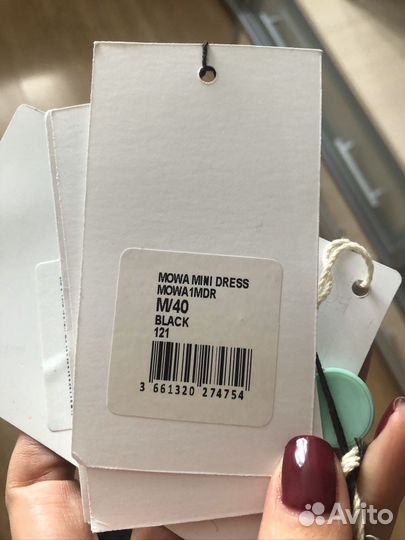 MOWA MINI DRESS
MOWA1MDR
M/40
BLACK
121
3 661320 274754
Avito